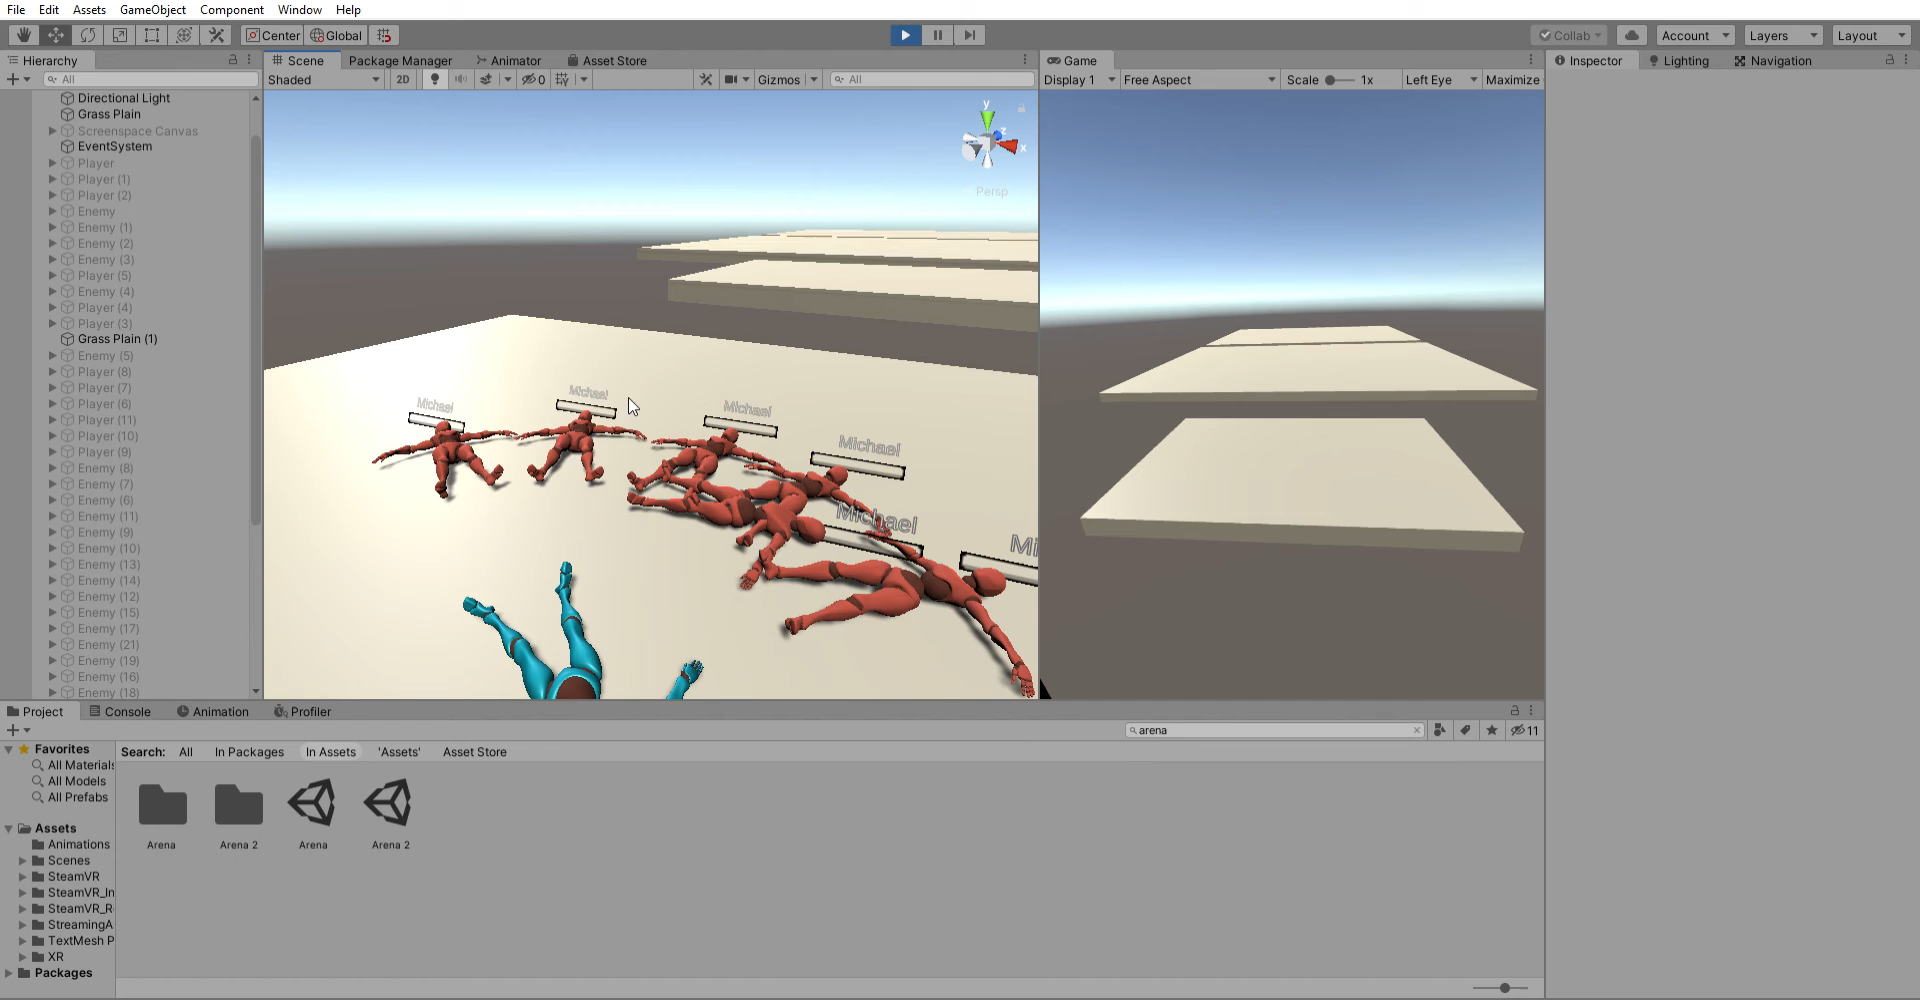 File Edit Assets GameObject Component Window Help
Center Global Collab Account Layers Layout
Hierarchy
All
Directional Light
Grass Plain
Screenspace Canvas
EventSystem
Player
Player (1)
Player (2)
Enemy
Enemy (1)
Enemy (2)
Enemy (3)
Player (5)
Enemy (4)
Player (4)
Player (3)
Grass Plain (1)
Enemy (5)
Player (8)
Player (7)
Player (6)
Player (11)
Player (10)
Player (9)
Enemy (8)
Enemy (7)
Enemy (6)
Enemy (11)
Enemy (9)
Enemy (10)
Enemy (13)
Enemy (14)
Enemy (12)
Enemy (15)
Enemy (17)
Enemy (21)
Enemy (19)
Enemy (16)
Enemy (18)
Scene Package Manager Animator Asset Store
Shaded 2D 0 Gizmos All
y
z
x
Persp
Michael
Michael
Michael
Michael
Michael
Mi
Game
Display 1 Free Aspect Scale 1x Left Eye Maximize
Inspector Lighting Navigation
Project Console Animation Profiler
arena 11
Favorites
All Materials
All Models
All Prefabs
Assets
Animations
Scenes
SteamVR
SteamVR_In
SteamVR_R
StreamingA
TextMesh P
XR
Packages
Search: All In Packages In Assets 'Assets' Asset Store
Arena Arena 2 Arena Arena 2